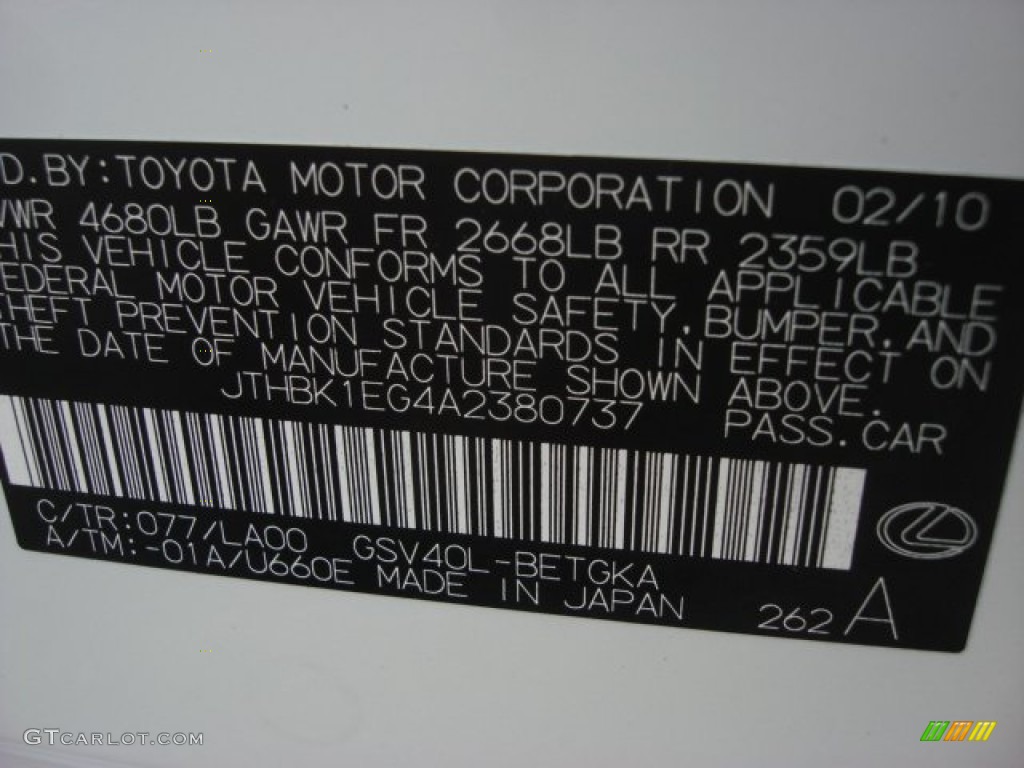 D. BY: TOYOTA MOTOR CORPORATION 02/10
VWR 4680LB GAWR FR 2668LB RR 2359LB
HIS VEHICLE CONFORMS TO ALL APPLICABLE
EDERAL MOTOR VEHICLE SAFETY, BUMPER, AND
HEFT PREVENTION STANDARDS IN EFFECT ON
THE DATE OF MANUFACTURE SHOWN ABOVE.
JTHBK1EG4A2380737 PASS. CAR
C/TR: 077/LA00 GSV40L-BETGKA
A/TM: -01A/U660E MADE IN JAPAN
262 A
GTCARLOT.COM